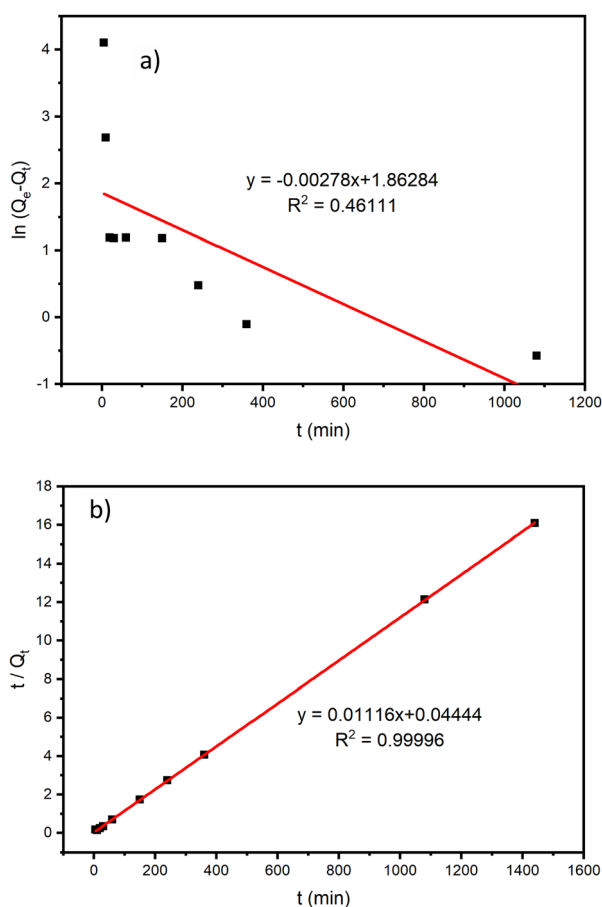 a)
4
3
2
1
0
-1
ln (Qe-Qt)
y = -0.00278x+1.86284
R² = 0.46111
0 200 400 600 800 1000 1200
t (min)
b)
18
16
14
12
10
8
6
4
2
0
t / Qt
y = 0.01116x+0.04444
R² = 0.99996
0 200 400 600 800 1000 1200 1400 1600
t (min)